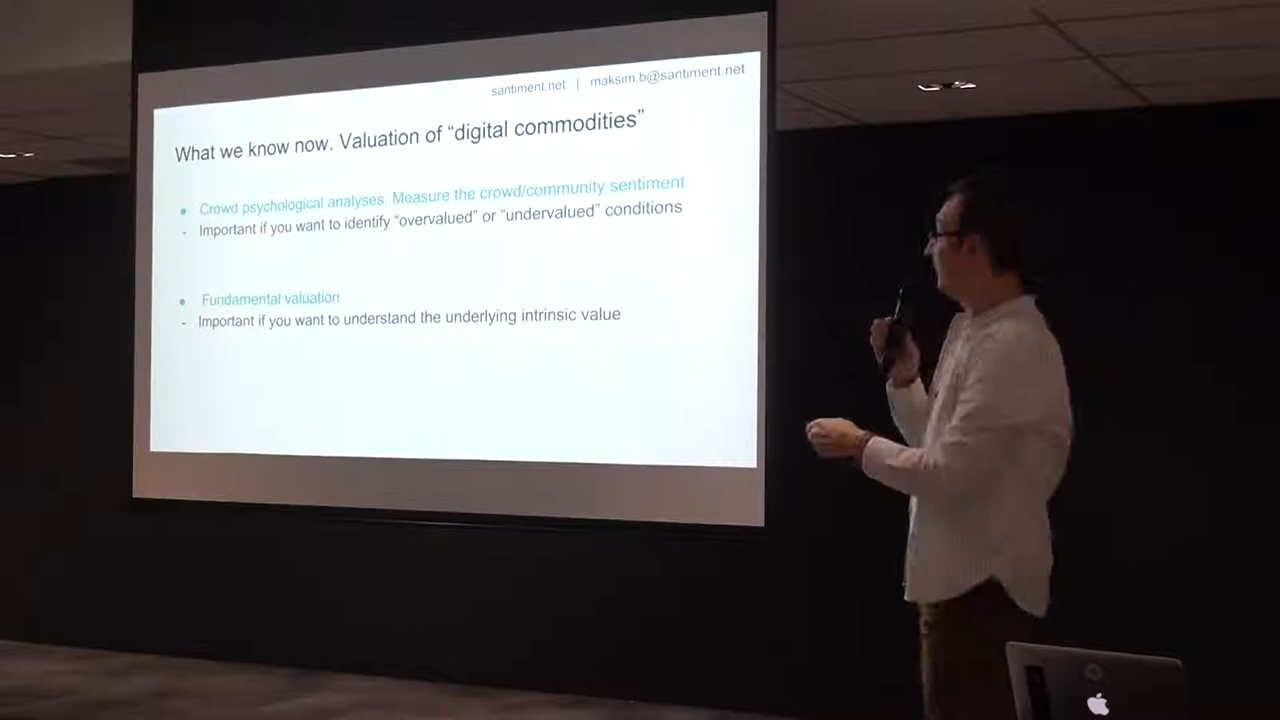 santiment.net | maksim.b@santiment.net
What we know now. Valuation of “digital commodities”
● Crowd psychological analyses. Measure the crowd/community sentiment
- Important if you want to identify “overvalued” or “undervalued” conditions
● Fundamental valuation
- Important if you want to understand the underlying intrinsic value